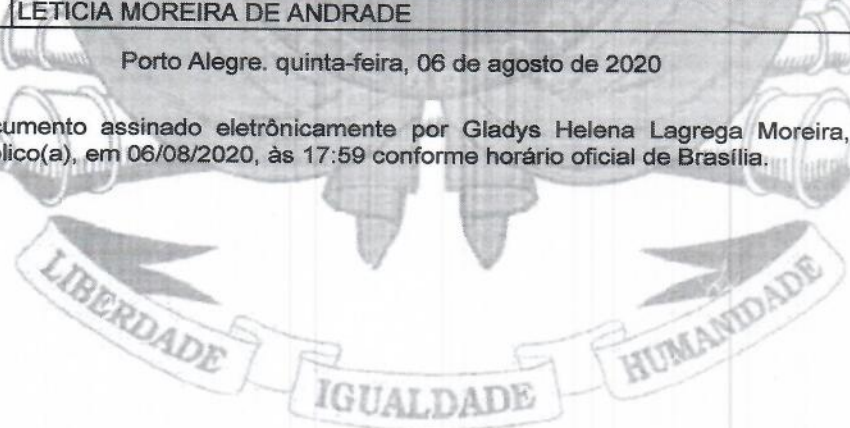 LETICIA MOREIRA DE ANDRADE
Porto Alegre. quinta-feira, 06 de agosto de 2020
cumento assinado eletrônicamente por Gladys Helena Lagrega Moreira,
lico(a), em 06/08/2020, às 17:59 conforme horário oficial de Brasília.
LIBERDADE
IGUALDADE
HUMANIDADE